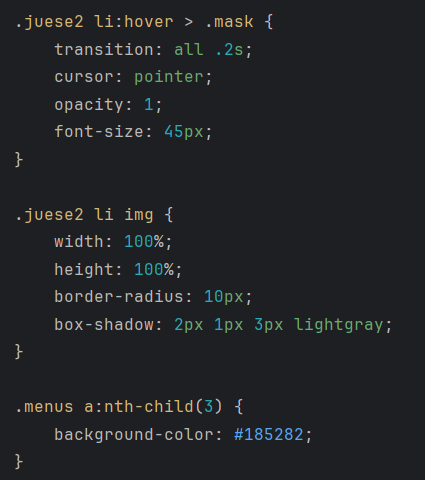 .juese2 li:hover > .mask {
    transition: all .2s;
    cursor: pointer;
    opacity: 1;
    font-size: 45px;
}

.juese2 li img {
    width: 100%;
    height: 100%;
    border-radius: 10px;
    box-shadow: 2px 1px 3px lightgray;
}

.menus a:nth-child(3) {
    background-color: #185282;
}